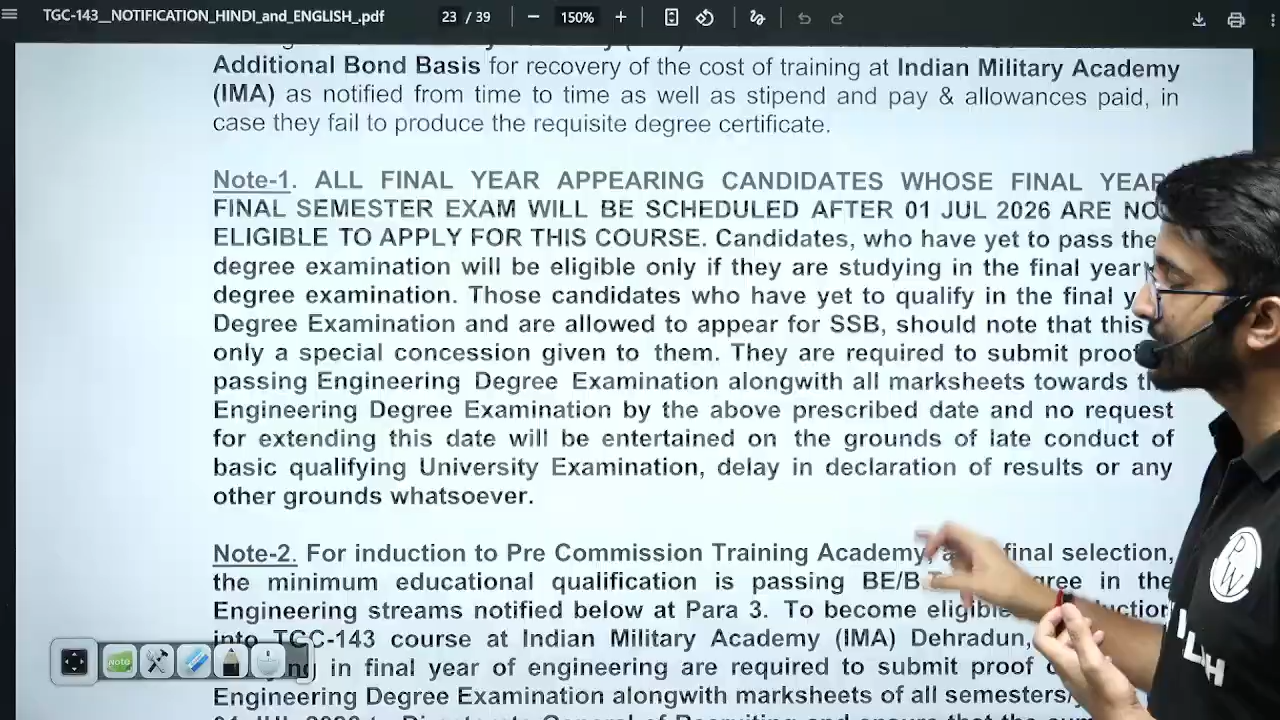 TGC-143__NOTIFICATION_HINDI_and_ENGLISH_.pdf 23 / 39 150%
Additional Bond Basis for recovery of the cost of training at Indian Military Academy
(IMA) as notified from time to time as well as stipend and pay & allowances paid, in
case they fail to produce the requisite degree certificate.
Note-1. ALL FINAL YEAR APPEARING CANDIDATES WHOSE FINAL YEAR
FINAL SEMESTER EXAM WILL BE SCHEDULED AFTER 01 JUL 2026 ARE NO
ELIGIBLE TO APPLY FOR THIS COURSE. Candidates, who have yet to pass the
degree examination will be eligible only if they are studying in the final year
degree examination. Those candidates who have yet to qualify in the final y
Degree Examination and are allowed to appear for SSB, should note that this
only a special concession given to them. They are required to submit proof
passing Engineering Degree Examination alongwith all marksheets towards th
Engineering Degree Examination by the above prescribed date and no request
for extending this date will be entertained on the grounds of late conduct of
basic qualifying University Examination, delay in declaration of results or any
other grounds whatsoever.
Note-2. For induction to Pre Commission Training Academy, final selection,
the minimum educational qualification is passing BE/B in the
Engineering streams notified below at Para 3. To become eligible
into TGC-143 course at Indian Military Academy (IMA) Dehradun,
in final year of engineering are required to submit proof
Engineering Degree Examination alongwith marksheets of all semesters/
Note
PW